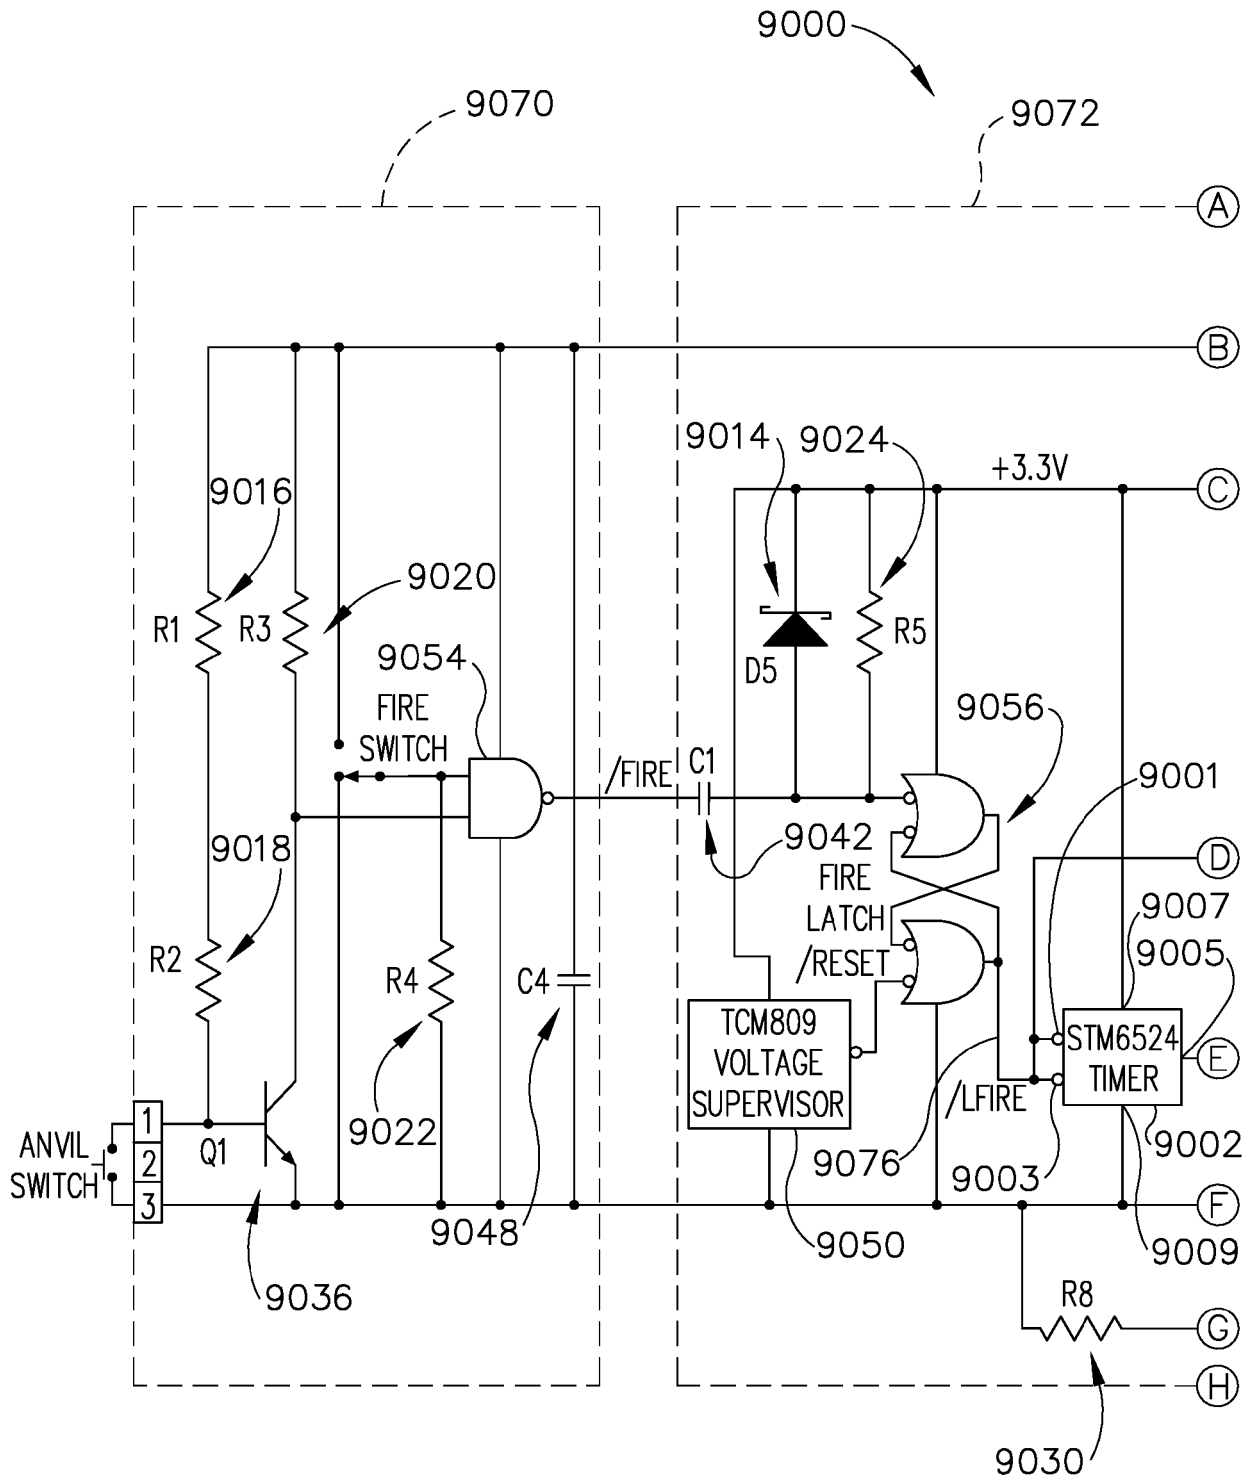 9000
9070
9072
A
B
9014
9024
+3.3V
C
9016
9020
R1
R3
R5
D5
9054
FIRE
SWITCH
9056
/FIRE
C1
9001
9042
9018
FIRE
LATCH
D
9007
9005
R2
/RESET
R4
C4
TCM809
VOLTAGE
SUPERVISOR
STM6524
TIMER
E
/LFIRE
1
2
3
ANVIL
SWITCH
Q1
9022
9076
9003
9002
F
9048
9050
9009
9036
R8
G
H
9030